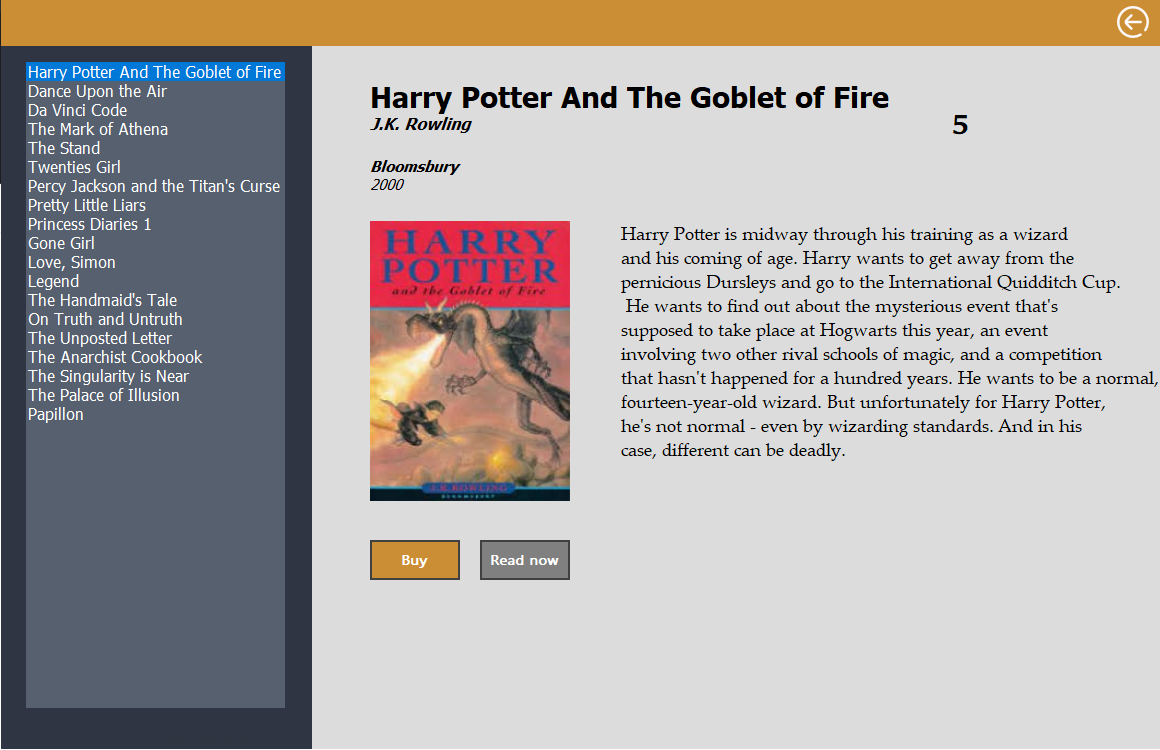 Harry Potter And The Goblet of Fire
Dance Upon the Air
Da Vinci Code
The Mark of Athena
The Stand
Twenties Girl
Percy Jackson and the Titan's Curse
Pretty Little Liars
Princess Diaries 1
Gone Girl
Love, Simon
Legend
The Handmaid's Tale
On Truth and Untruth
The Unposted Letter
The Anarchist Cookbook
The Singularity is Near
The Palace of Illusion
Papillon
Harry Potter And The Goblet of Fire
J.K. Rowling
5
Bloomsbury
2000
HARRY
POTTER
and the Goblet of Fire
J.K. ROWLING
BLOOMSBURY
Harry Potter is midway through his training as a wizard
and his coming of age. Harry wants to get away from the
pernicious Dursleys and go to the International Quidditch Cup.
He wants to find out about the mysterious event that's
supposed to take place at Hogwarts this year, an event
involving two other rival schools of magic, and a competition
that hasn't happened for a hundred years. He wants to be a normal,
fourteen-year-old wizard. But unfortunately for Harry Potter,
he's not normal - even by wizarding standards. And in his
case, different can be deadly.
Buy
Read now